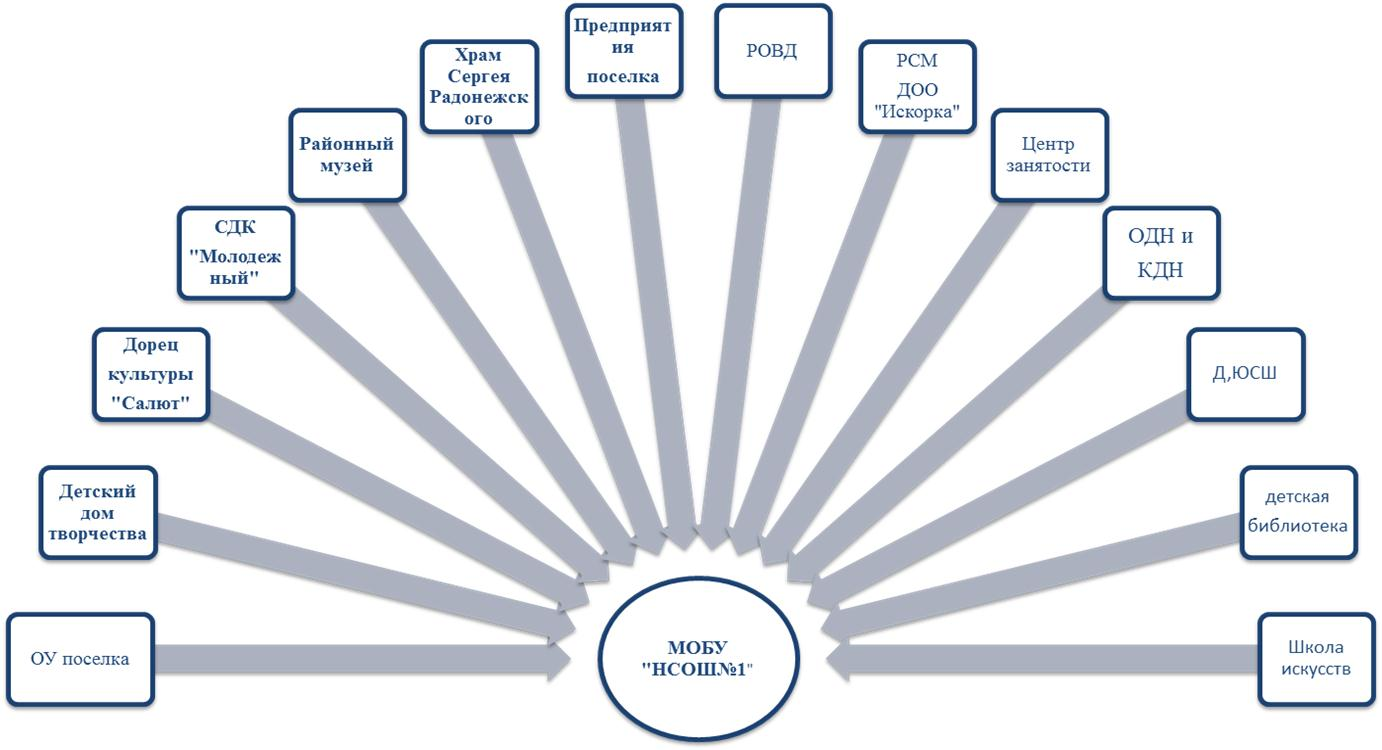 Предприят
ия
поселка
РОВД
Храм
Сергея
Радонежск
ого
РСМ
ДОО
"Искорка"
Районный
музей
Центр
занятости
СДК
"Молодеж
ный"
ОДН и
КДН
Дорец
культуры
"Салют"
Д,ЮСШ
Детский
дом
творчества
детская
библиотека
ОУ поселка
МОБУ
"НСОШ№1"
Школа
искусств